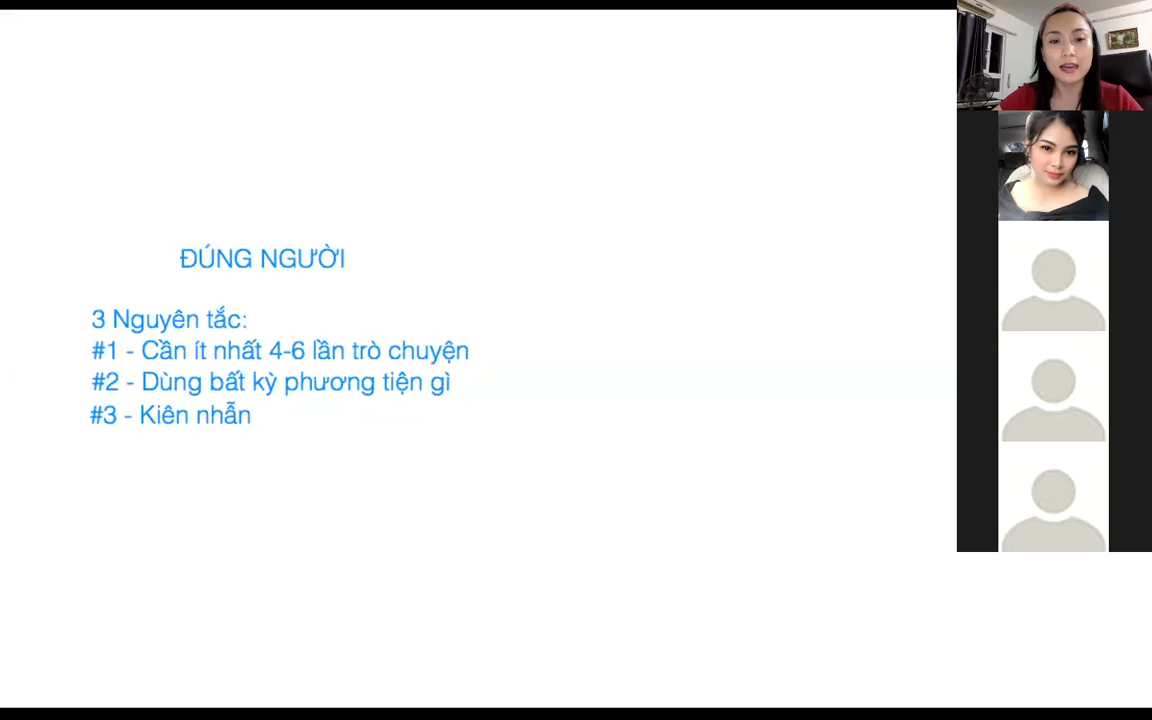 ĐÚNG NGƯỜI
3 Nguyên tắc:
#1 - Cần ít nhất 4-6 lần trò chuyện
#2 - Dùng bất kỳ phương tiện gì
#3 - Kiên nhẫn